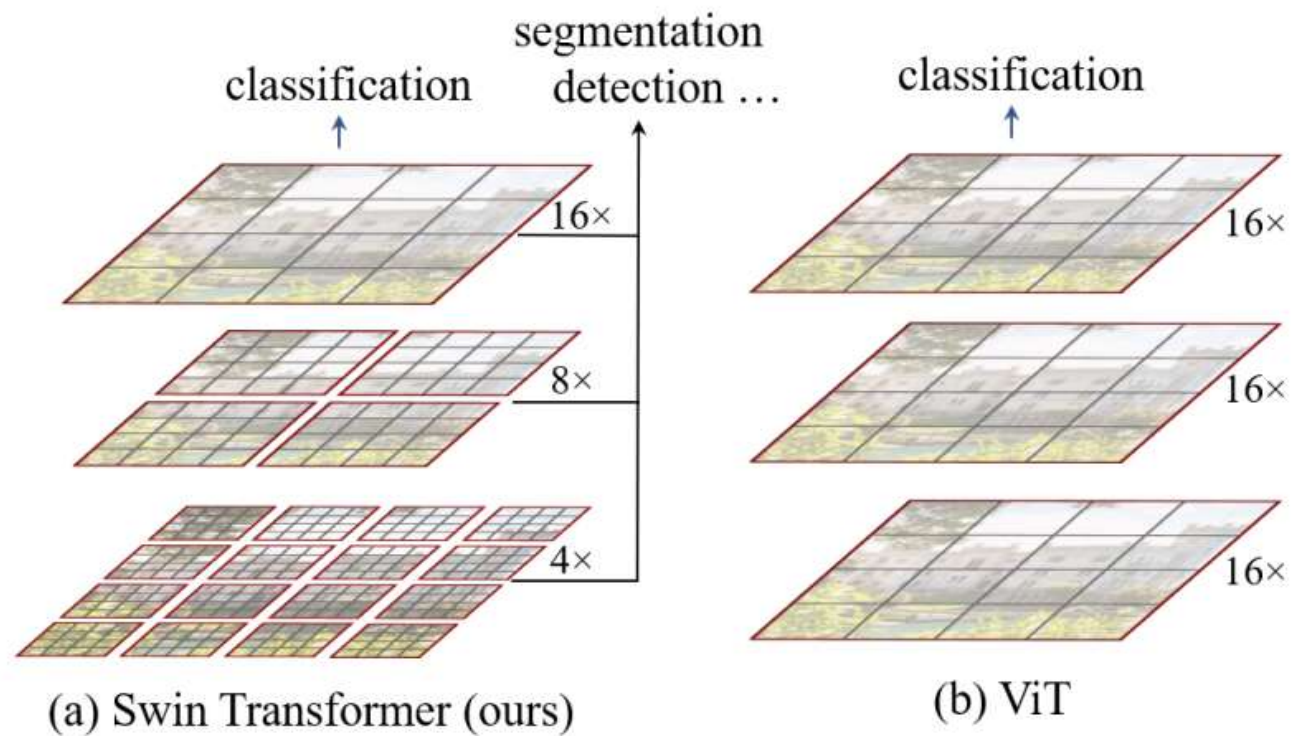 segmentation
detection ...
classification
16×
8×
4×
(a) Swin Transformer (ours)
classification
16×
16×
16×
(b) ViT